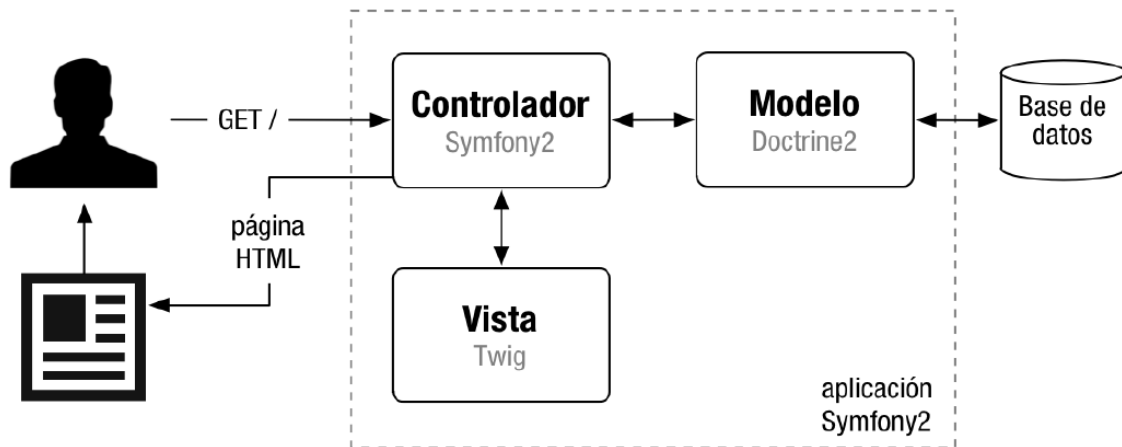 Controlador
Symfony2
Modelo
Doctrine2
Base de
datos
GET /
página
HTML
Vista
Twig
aplicación
Symfony2